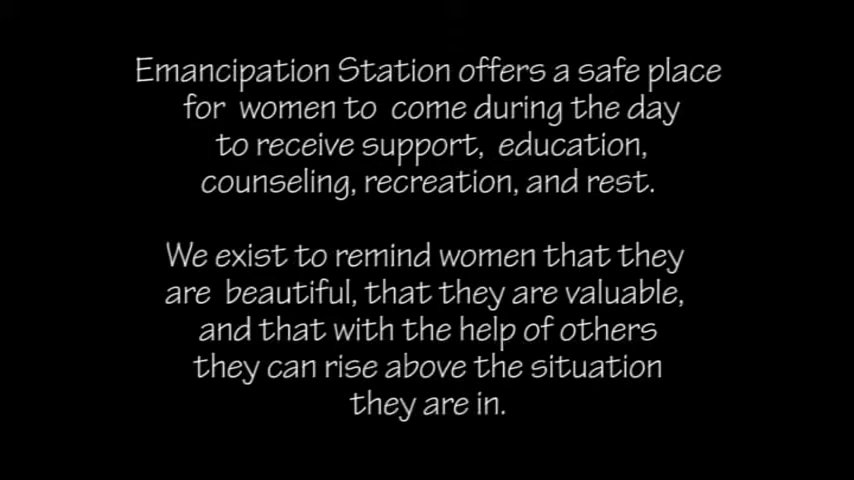 Emancipation Station offers a safe place
for women to come during the day
to receive support, education,
counseling, recreation, and rest.
We exist to remind women that they
are beautiful, that they are valuable,
and that with the help of others
they can rise above the situation
they are in.